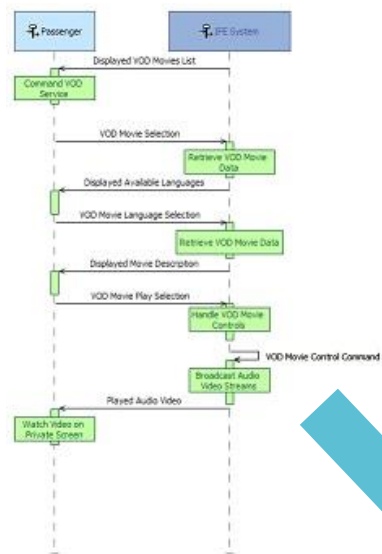 Passenger
IFE System
Displayed VOD Movies List
Command VOD
Service
VOD Movie Selection
Retrieve VOD Movie
Data
Displayed Available Languages
VOD Movie Language Selection
Retrieve VOD Movie Data
Displayed Movie Description
VOD Movie Play Selection
Handle VOD Movie
Controls
VOD Movie Control Command
Broadcast Audio
Video Streams
Played Audio Video
Watch Video on
Private Screen